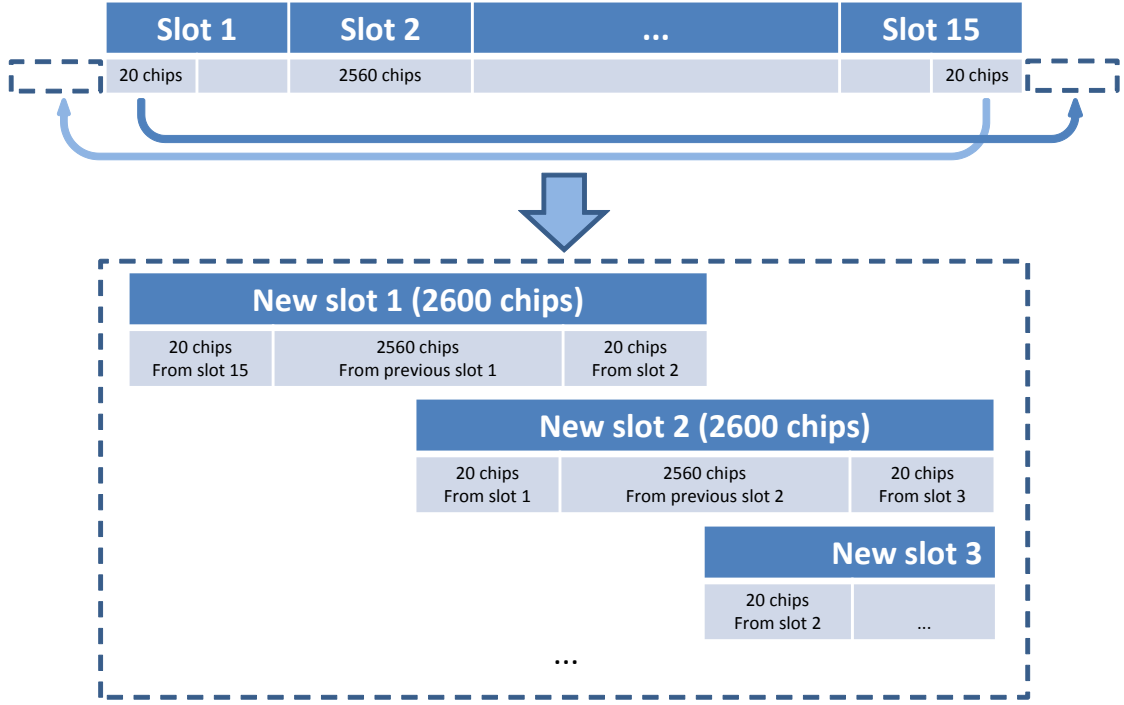 Slot 1 Slot 2 ... Slot 15
20 chips 2560 chips 20 chips
New slot 1 (2600 chips)
20 chips 2560 chips 20 chips
From slot 15 From previous slot 1 From slot 2
New slot 2 (2600 chips)
20 chips 2560 chips 20 chips
From slot 1 From previous slot 2 From slot 3
New slot 3
20 chips
From slot 2 ...
...